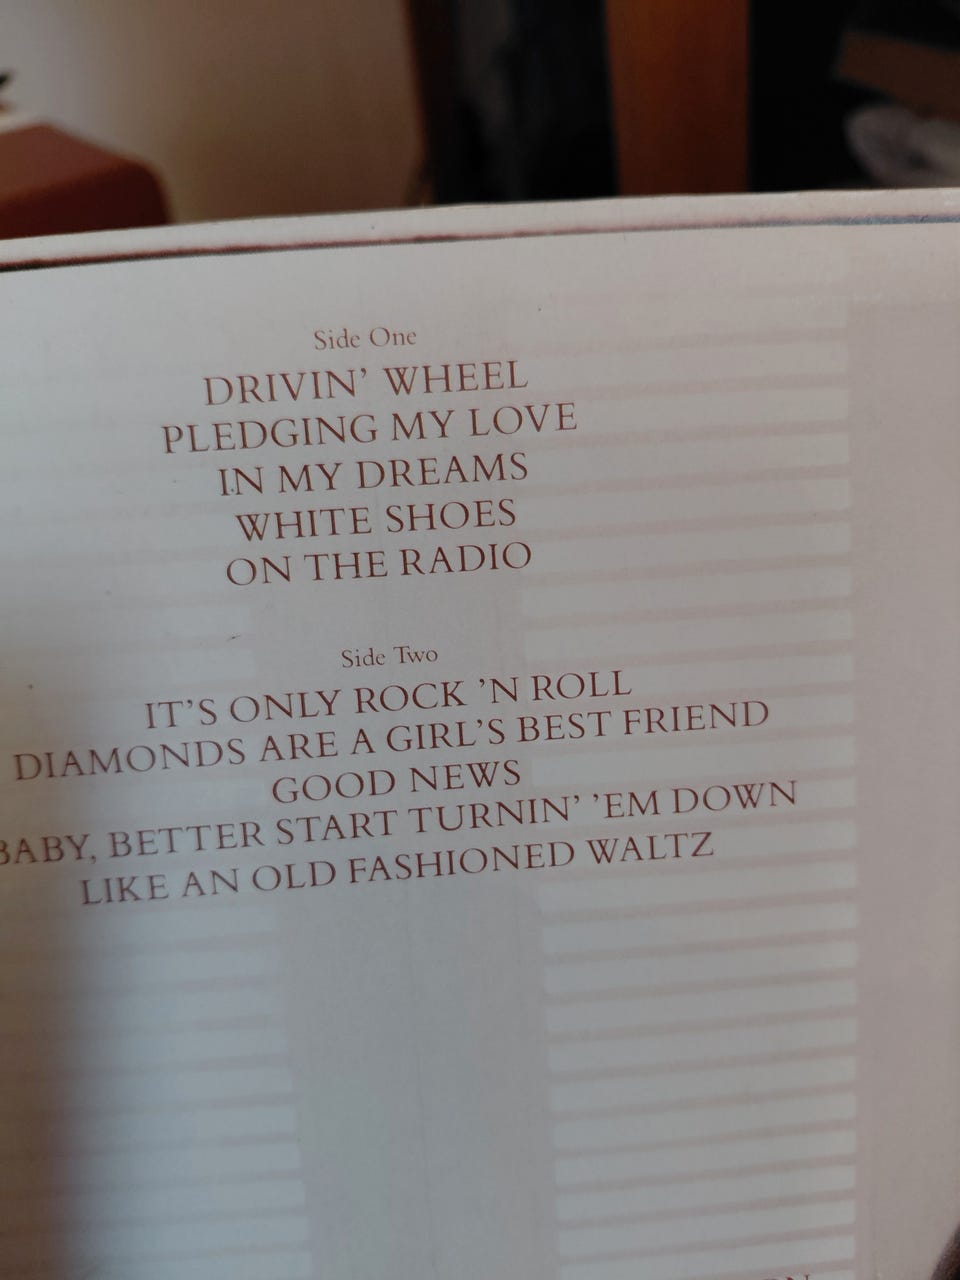 Side One
DRIVIN' WHEEL
PLEDGING MY LOVE
IN MY DREAMS
WHITE SHOES
ON THE RADIO
Side Two
IT'S ONLY ROCK 'N ROLL
DIAMONDS ARE A GIRL'S BEST FRIEND
GOOD NEWS
BABY, BETTER START TURNIN' 'EM DOWN
LIKE AN OLD FASHIONED WALTZ